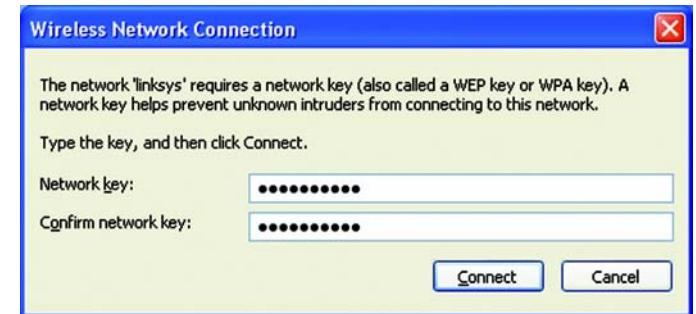 Wireless Network Connection
The network 'linksys' requires a network key (also called a WEP key or WPA key). A
network key helps prevent unknown intruders from connecting to this network.
Type the key, and then click Connect.
Network key:
••••••••••
Confirm network key:
••••••••••
Connect
Cancel